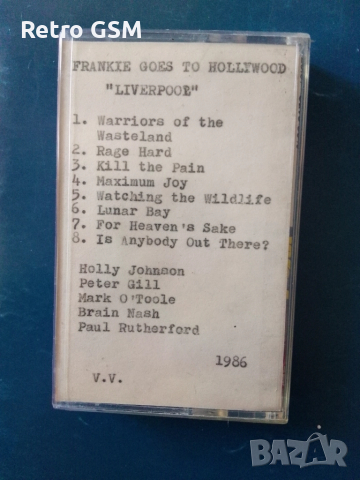 Retro GSM
FRANKIE GOES TO HOLLYWOOD
"LIVERPOOL"
1. Warriors of the
Wasteland
2. Rage Hard
3. Kill the Pain
4. Maximum Joy
5. Watching the Wildlife
6. Lunar Bay
7. For Heaven's Sake
8. Is Anybody Out There?
Holly Johnson
Peter Gill
Mark O'Toole
Brain Nash
Paul Rutherford
1986
V.V.
BAZAR